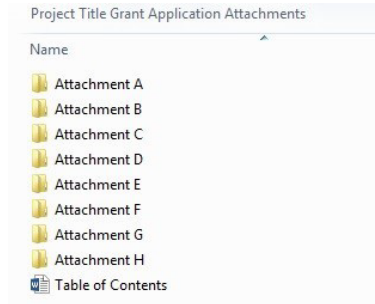 Project Title Grant Application Attachments
Name
Attachment A
Attachment B
Attachment C
Attachment D
Attachment E
Attachment F
Attachment G
Attachment H
Table of Contents